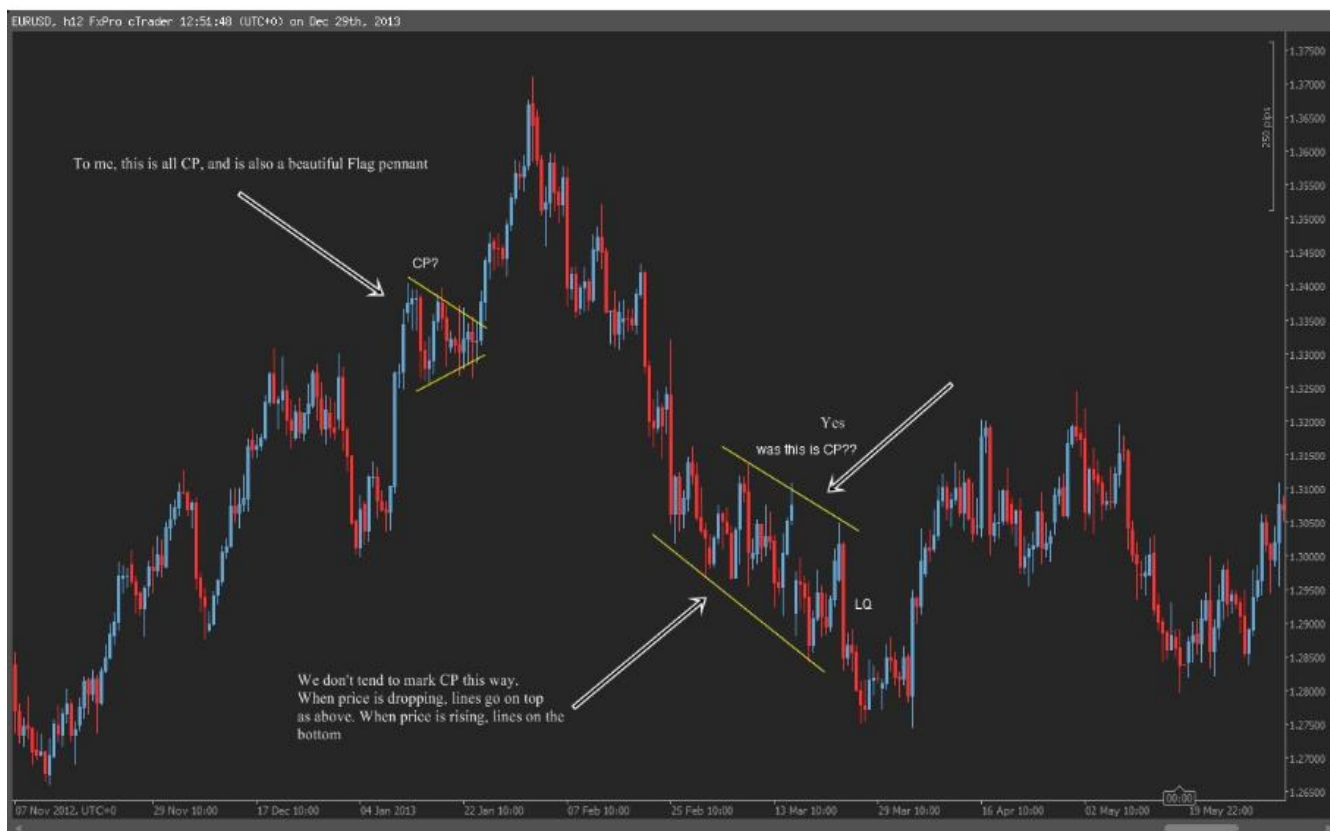 EURUSD, h12 FxPro cTrader 12:51:48 (UTC+0) on Dec 29th, 2013
1.37500
1.37000
1.36500
250 pips
1.36000
1.35500
1.35000
1.34500
1.34000
1.33500
1.33000
1.32500
1.32000
1.31500
1.31000
1.30500
1.30000
1.29500
1.29000
1.28500
1.28000
1.27500
1.27000
1.26500
To me, this is all CP, and is also a beautiful Flag pennant
CP?
Yes
was this is CP??
LQ
We don't tend to mark CP this way.
When price is dropping, lines go on top
as above. When price is rising, lines on the
bottom
00:00
07 Nov 2012, UTC+0
29 Nov 10:00
17 Dec 10:00
04 Jan 2013
22 Jan 10:00
07 Feb 10:00
25 Feb 10:00
13 Mar 10:00
29 Mar 10:00
16 Apr 10:00
02 May 10:00
19 May 22:00